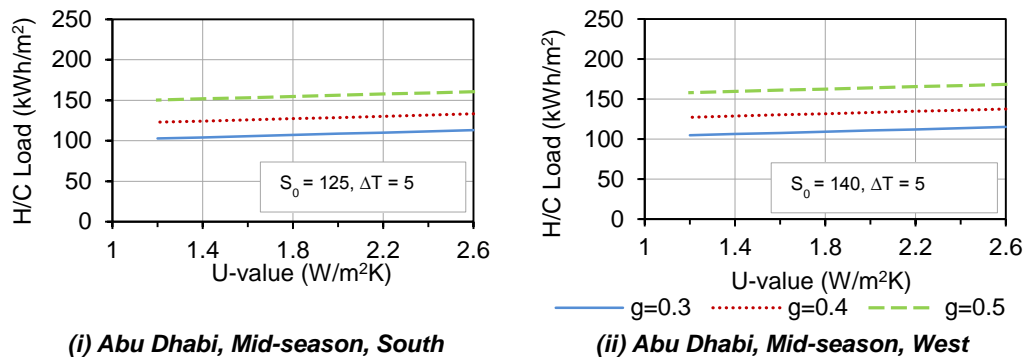 H/C Load (kWh/m²)
250
200
150
100
50
0
S₀ = 125, ΔT = 5
1 1.4 1.8 2.2 2.6
U-value (W/m²K)
(i) Abu Dhabi, Mid-season, South
H/C Load (kWh/m²)
250
200
150
100
50
0
S₀ = 140, ΔT = 5
1 1.4 1.8 2.2 2.6
U-value (W/m²K)
g=0.3 g=0.4 g=0.5
(ii) Abu Dhabi, Mid-season, West